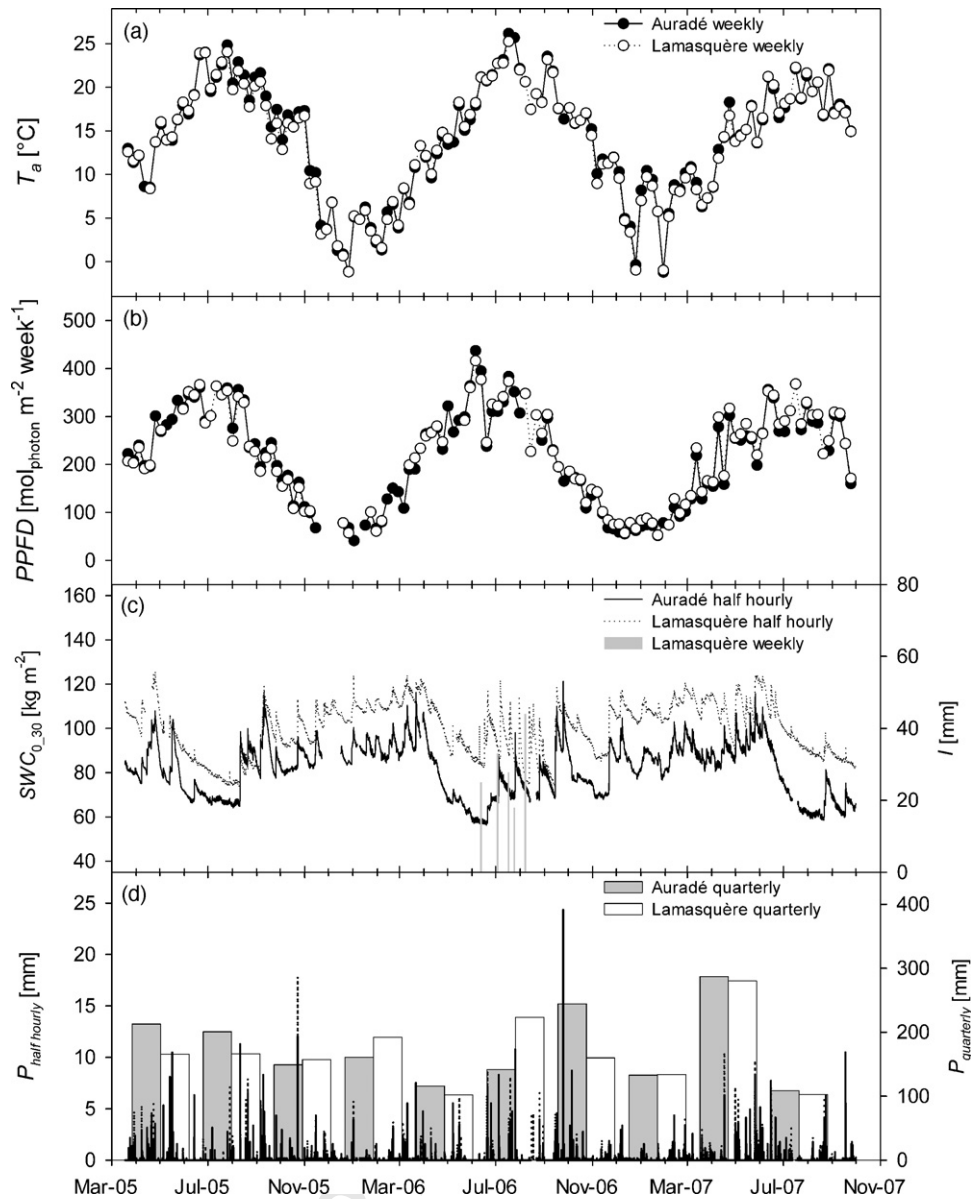 (a)
Auradé weekly
Lamasquère weekly
T_a [°C]
25
20
15
10
5
0
(b)
PPFD [mol_photon m^-2 week^-1]
500
400
300
200
100
0
(c)
Auradé half hourly
Lamasquère half hourly
Lamasquère weekly
SWC_0_30 [kg m^-2]
160
140
120
100
80
60
40
80
60
40
20
0
I [mm]
(d)
Auradé quarterly
Lamasquère quarterly
P_half hourly [mm]
25
20
15
10
5
0
400
300
200
100
0
P_quarterly [mm]
Mar-05 Jul-05 Nov-05 Mar-06 Jul-06 Nov-06 Mar-07 Jul-07 Nov-07